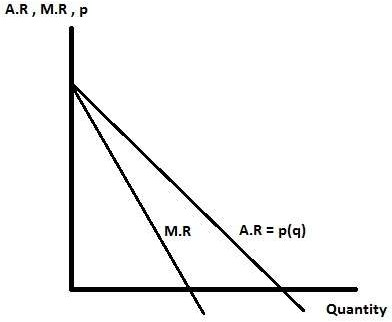 A.R , M.R , p
M.R
A.R = p(q)
Quantity